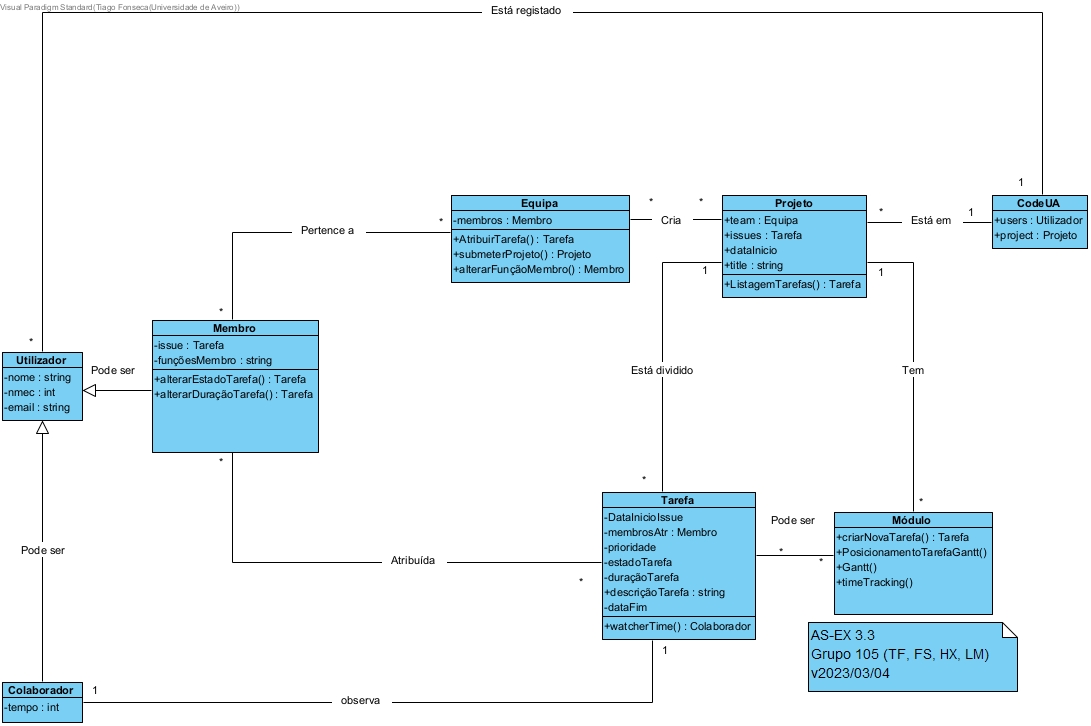 Visual Paradigm Standard(Tiago Fonseca(Universidade de Aveiro))
Está registado
*
1
Equipa
-membros : Membro
+AtribuirTarefa() : Tarefa
+submeterProjeto() : Projeto
+alterarFunçãoMembro() : Membro
*
Cria
*
Projeto
+team : Equipa
+issues : Tarefa
+dataInicio
+title : string
+ListagemTarefas() : Tarefa
*
Está em
1
CodeUA
+users : Utilizador
+project : Projeto
*
Pertence a
*
Membro
-issue : Tarefa
-funçõesMembro : string
+alterarEstadoTarefa() : Tarefa
+alterarDuraçãoTarefa() : Tarefa
Utilizador
-nome : string
-nmec : int
-email : string
Pode ser
1
Está dividido
*
1
Tem
*
Tarefa
-DataInícioIssue
-membrosAtr : Membro
-prioridade
-estadoTarefa
-duraçãoTarefa
+descriçãoTarefa : string
-dataFim
+watcherTime() : Colaborador
Pode ser
*
*
Módulo
+criarNovaTarefa() : Tarefa
+PosicionamentoTarefaGantt()
+Gantt()
+timeTracking()
*
Atribuída
*
Pode ser
AS-EX 3.3
Grupo 105 (TF, FS, HX, LM)
v2023/03/04
Colaborador
-tempo : int
1
observa
1